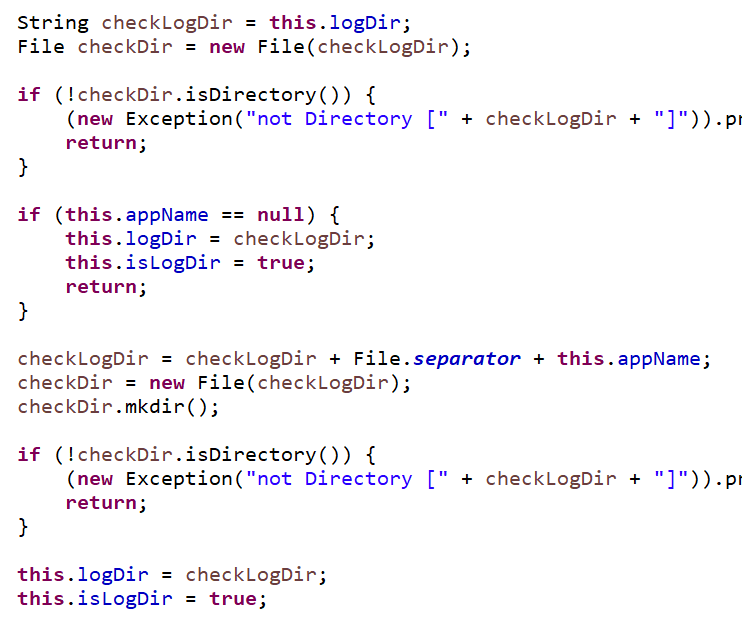 String checkLogDir = this.logDir;
File checkDir = new File(checkLogDir);
if (!checkDir.isDirectory()) {
(new Exception("not Directory [" + checkLogDir + "]")).pr
return;
}
if (this.appName == null) {
this.logDir = checkLogDir;
this.isLogDir = true;
return;
}
checkLogDir = checkLogDir + File.separator + this.appName;
checkDir = new File(checkLogDir);
checkDir.mkdir();
if (!checkDir.isDirectory()) {
(new Exception("not Directory [" + checkLogDir + "]")).pr
return;
}
this.logDir = checkLogDir;
this.isLogDir = true;